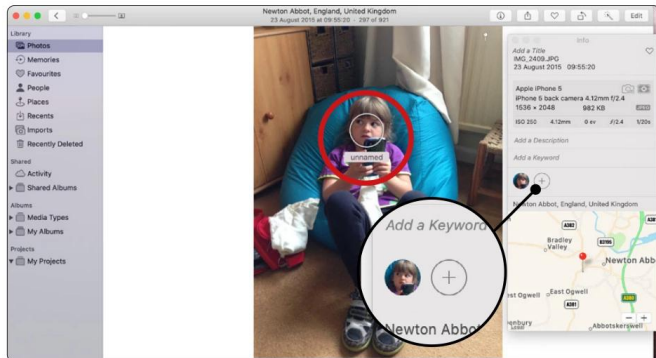 Newton Abbot, England, United Kingdom
23 August 2015 at 09:55:20 · 297 of 921
Edit
Library
Photos
Memories
Favourites
People
Places
Recents
Imports
Recently Deleted
Shared
Activity
Shared Albums
Albums
Media Types
My Albums
Projects
My Projects
unnamed
Info
Add a Title
IMG_2409.JPG
23 August 2015 09:55:20
Apple iPhone 5
iPhone 5 back camera 4.12mm f/2.4
1536 × 2048 982 KB JPEG
ISO 250 4.12mm 0 ev ƒ/2.4 1/20s
Add a Description
Add a Keyword
Newton Abbot, England, United Kingdom
A382
Bradley
Valley
Newton Abb
East Ogwell
A381
Abbotskerswell
Add a Keyword
Newton Abbot